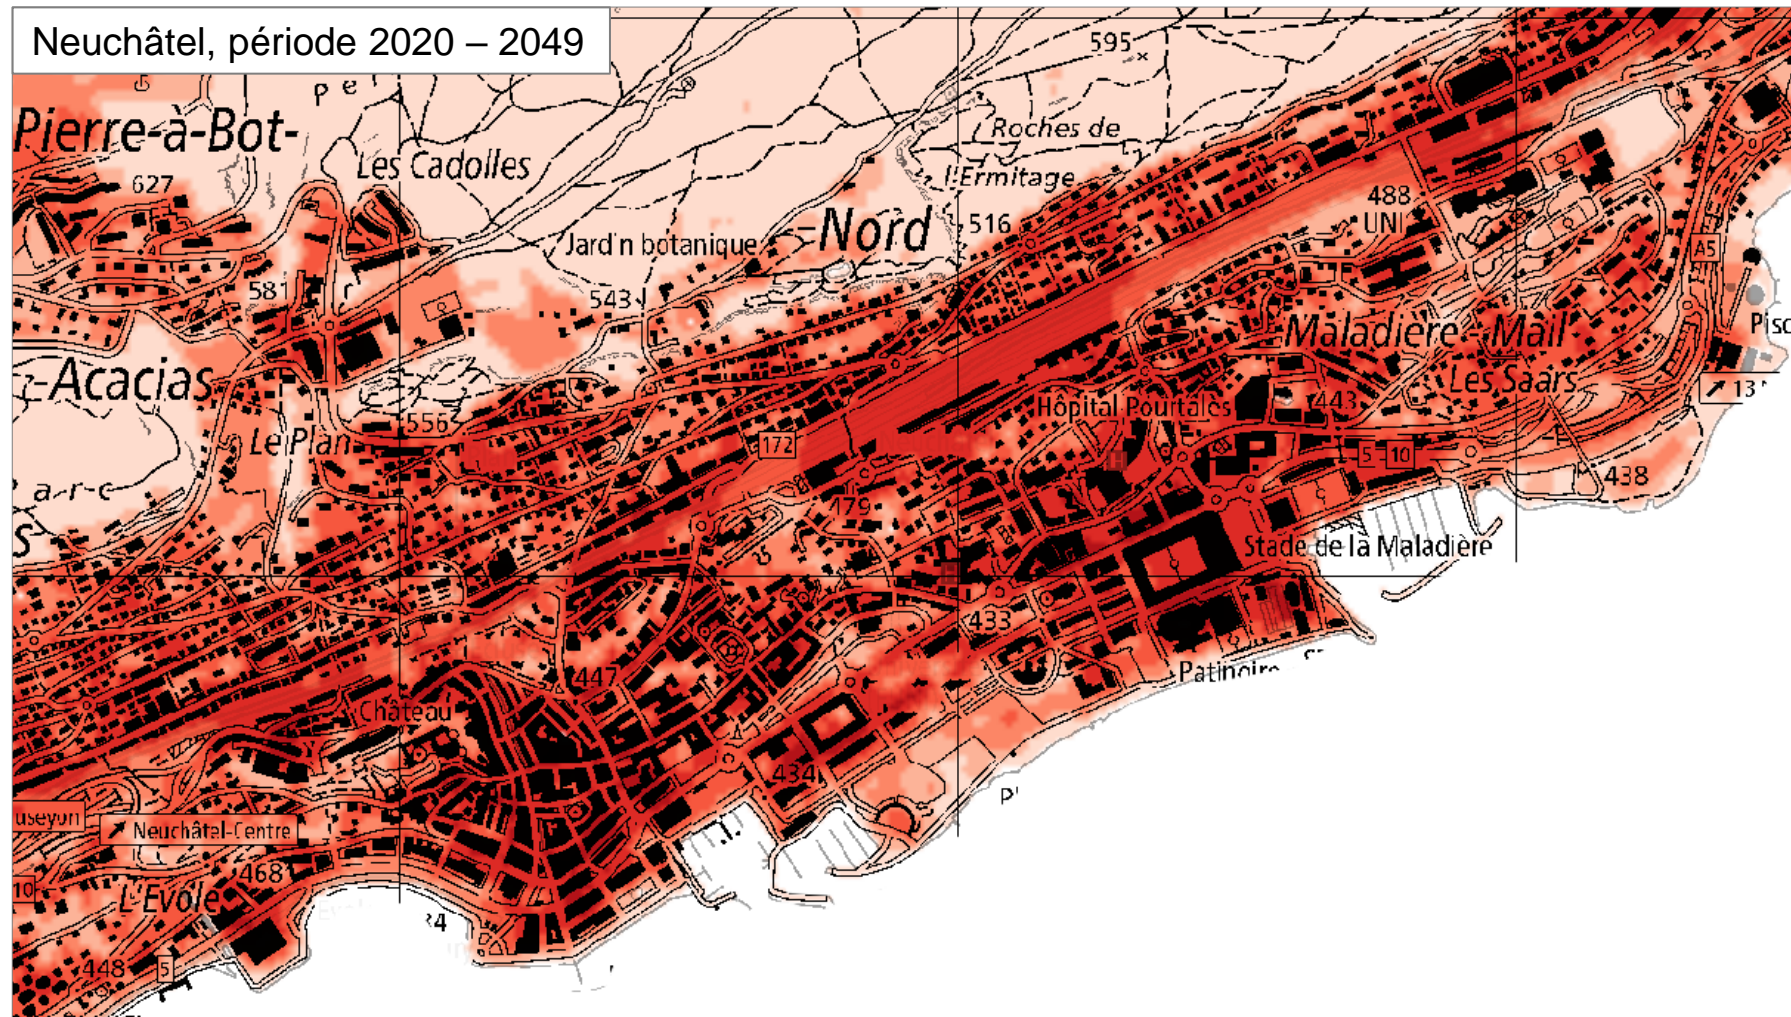 Neuchâtel, période 2020 – 2049
595
Pierre-à-Bot-
Roches de
l'Ermitage
Les Cadolles
627
488
UNI
-Nord
516
Jard'n botanique
A5
581
543
Pisc
Maladière - Mail
-Acacias
Les Saars
13
Hôpital Pourtalès
443
556
Le Plan
172
5
10
438
479
S
Stade de la Maladière
433
Patinoire
447
Château
434
P'
useyon
Neuchâtel-Centre
468
10
L'Evole
448
5